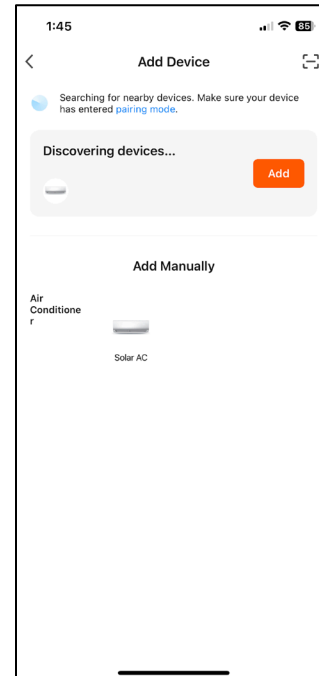 1:45
85
Add Device
Searching for nearby devices. Make sure your device
has entered pairing mode.
Discovering devices...
Add
Add Manually
Air
Conditione
r
Solar AC